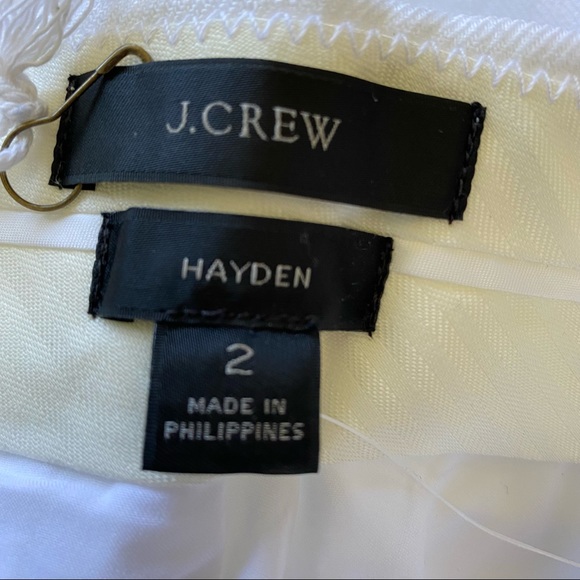 J.CREW
HAYDEN
2
MADE IN
PHILIPPINES